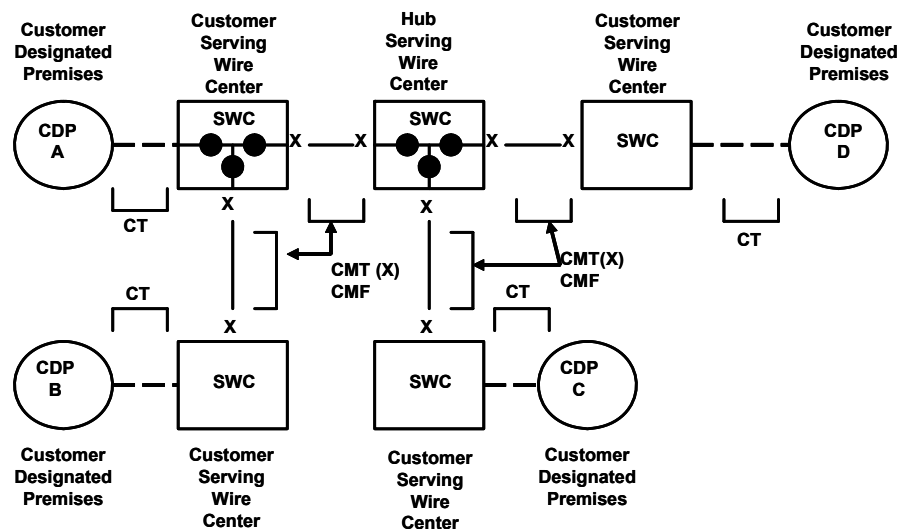 Customer
Designated
Premises
Customer
Serving
Wire
Center
Hub
Serving
Wire
Center
Customer
Serving
Wire
Center
Customer
Designated
Premises
CDP
A
SWC
X
X
SWC
X
X
SWC
CDP
D
CT
X
X
CT
CMT (X)
CMF
CMT(X)
CMF
CT
CT
X
X
CDP
B
SWC
SWC
CDP
C
Customer
Designated
Premises
Customer
Serving
Wire
Center
Customer
Serving
Wire
Center
Customer
Designated
Premises